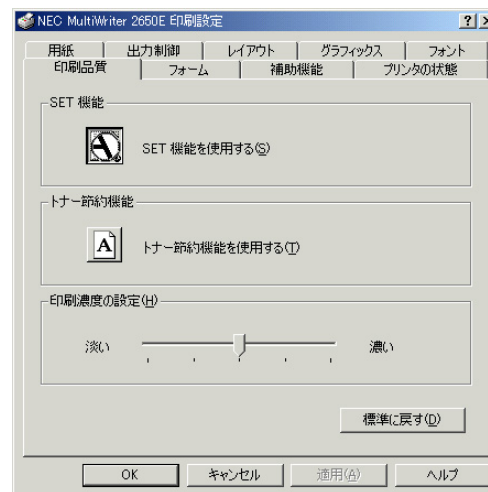 NEC MultiWriter 2650E 印刷設定
用紙 出力制御 レイアウト グラフィックス フォント
印刷品質 フォーム 補助機能 プリンタの状態
SET 機能
SET 機能を使用する(S)
トナー節約機能
A トナー節約機能を使用する(T)
印刷濃度の設定(H)
淡い 濃い
標準に戻す(D)
OK キャンセル 適用(A) ヘルプ